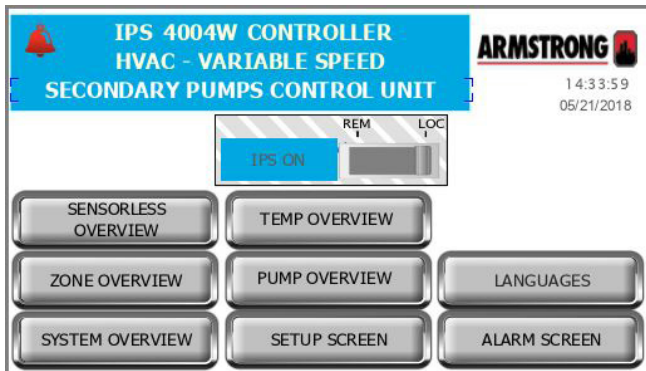 IPS 4004W CONTROLLER
HVAC - VARIABLE SPEED
SECONDARY PUMPS CONTROL UNIT
ARMSTRONG
14:33:59
05/21/2018
REM LOC
IPS ON
SENSORLESS
OVERVIEW
TEMP OVERVIEW
ZONE OVERVIEW
PUMP OVERVIEW
LANGUAGES
SYSTEM OVERVIEW
SETUP SCREEN
ALARM SCREEN